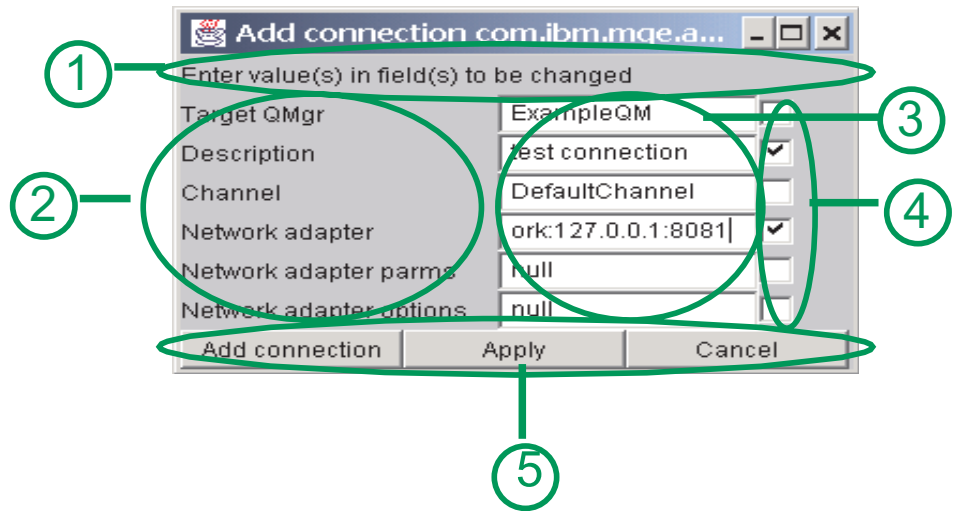 Add connection com.ibm.mqe.a...
1
Enter value(s) in field(s) to be changed
Target QMgr ExampleQM
3
Description test connection
2
Channel DefaultChannel
4
Network adapter ork:127.0.0.1:8081
Network adapter parms null
Network adapter options null
Add connection Apply Cancel
5